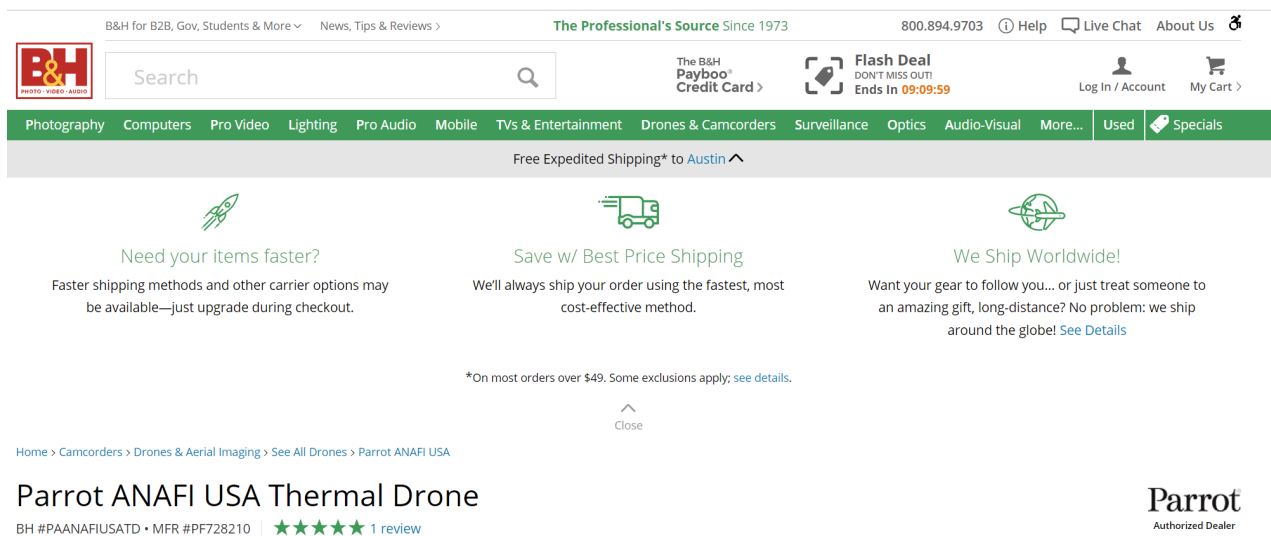 B&H for B2B, Gov, Students & More News, Tips & Reviews > The Professional's Source Since 1973 800.894.9703 Help Live Chat About Us
B&H
PHOTO · VIDEO · AUDIO
Search
The B&H
Payboo®
Credit Card >
Flash Deal
DON'T MISS OUT!
Ends In 09:09:59
Log In / Account
My Cart >
Photography Computers Pro Video Lighting Pro Audio Mobile TVs & Entertainment Drones & Camcorders Surveillance Optics Audio-Visual More... Used Specials
Free Expedited Shipping* to Austin
Need your items faster?
Faster shipping methods and other carrier options may
be available—just upgrade during checkout.
Save w/ Best Price Shipping
We'll always ship your order using the fastest, most
cost-effective method.
We Ship Worldwide!
Want your gear to follow you... or just treat someone to
an amazing gift, long-distance? No problem: we ship
around the globe! See Details
*On most orders over $49. Some exclusions apply; see details.
Close
Home > Camcorders > Drones & Aerial Imaging > See All Drones > Parrot ANAFI USA
Parrot ANAFI USA Thermal Drone
BH #PAANAFIUSATD • MFR #PF728210 1 review
Parrot®
Authorized Dealer